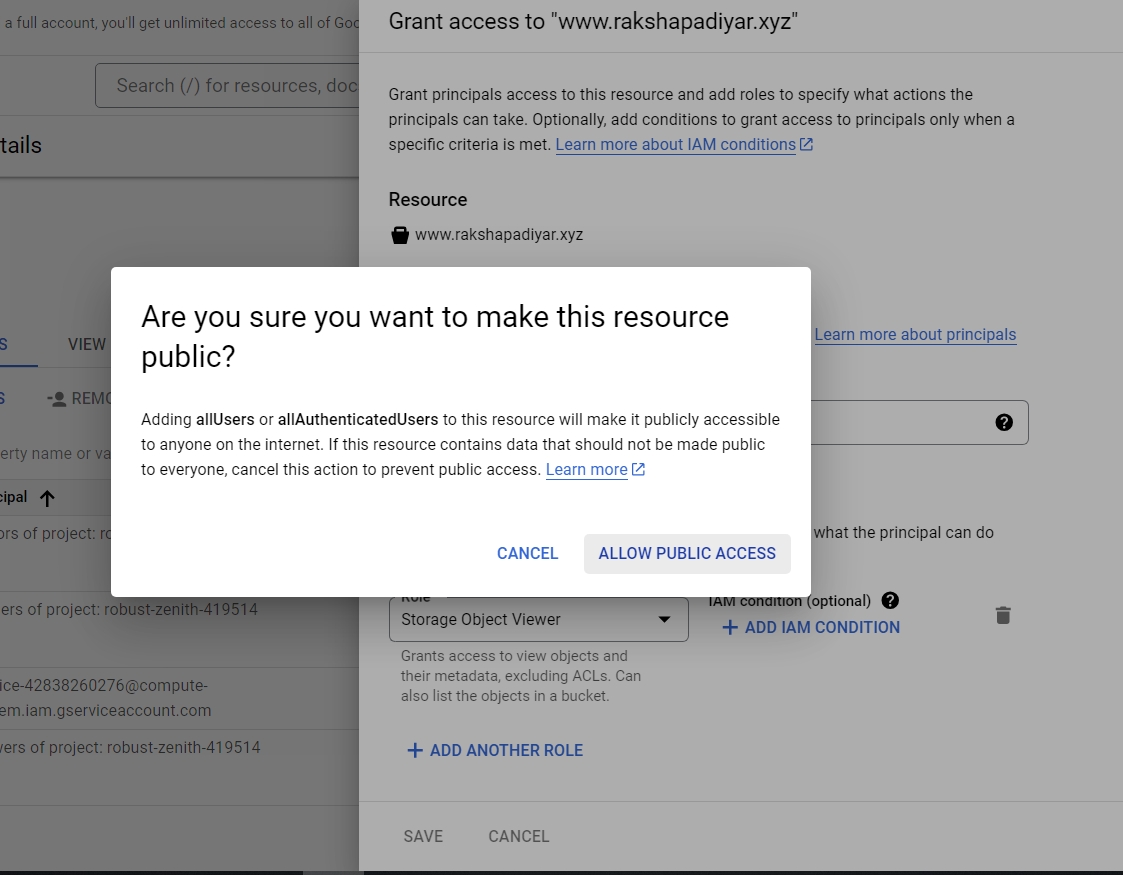 a full account, you'll get unlimited access to all of Goo
Search (/) for resources, doc
tails
VIEW
REMO
erty name or va
cipal
ors of project: ro
ers of project: robust-zenith-419514
ice-42838260276@compute-
em.iam.gserviceaccount.com
wers of project: robust-zenith-419514
Grant access to "www.rakshapadiyar.xyz"
Grant principals access to this resource and add roles to specify what actions the
principals can take. Optionally, add conditions to grant access to principals only when a
specific criteria is met. Learn more about IAM conditions
Resource
www.rakshapadiyar.xyz
Learn more about principals
Are you sure you want to make this resource
public?
Adding allUsers or allAuthenticatedUsers to this resource will make it publicly accessible
to anyone on the internet. If this resource contains data that should not be made public
to everyone, cancel this action to prevent public access. Learn more
CANCEL
ALLOW PUBLIC ACCESS
what the principal can do
Role
Storage Object Viewer
IAM condition (optional)
+ ADD IAM CONDITION
Grants access to view objects and
their metadata, excluding ACLs. Can
also list the objects in a bucket.
+ ADD ANOTHER ROLE
SAVE
CANCEL